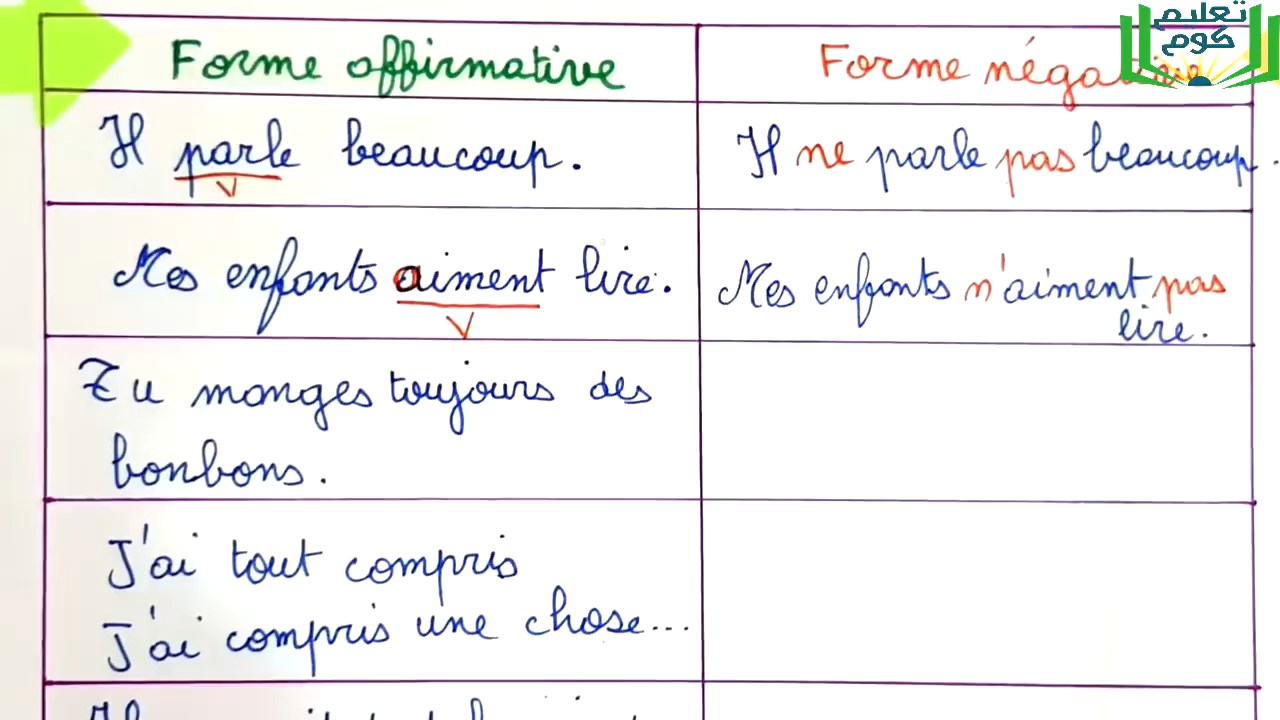 تعليم
كوم
Forme affirmative
Forme négative
Il parle beaucoup.
V
Il ne parle pas beaucoup.
Mes enfants aiment lire.
V
Mes enfants n'aiment pas
lire.
Tu manges toujours des
bonbons.
J'ai tout compris
J'ai compris une chose...